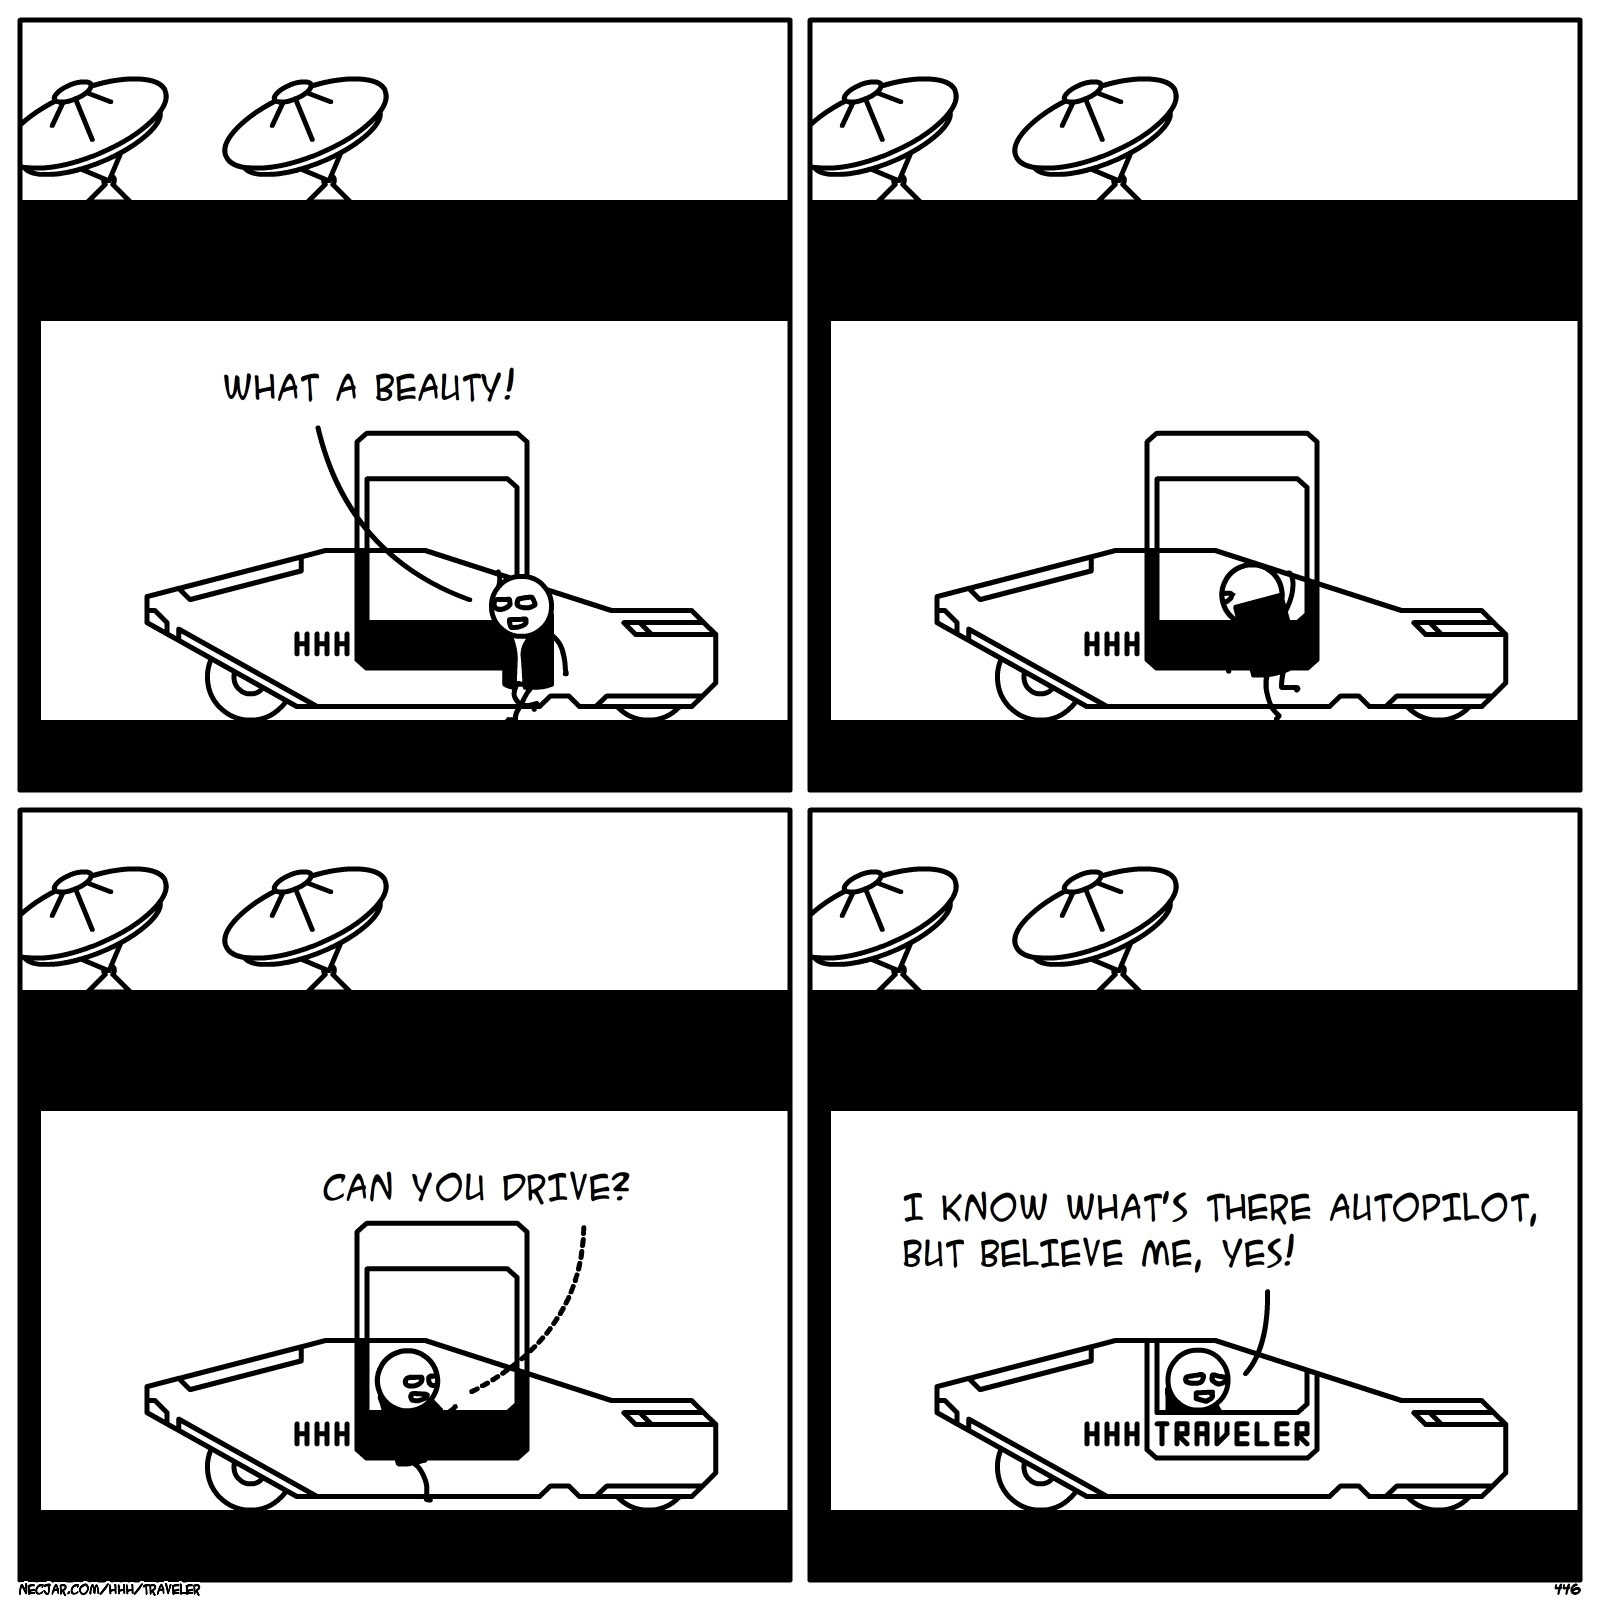 WHAT A BEAUTY!
HHH
HHH
CAN YOU DRIVE?
HHH
I KNOW WHAT'S THERE AUTOPILOT,
BUT BELIEVE ME, YES!
HHH TRAVELER
NECJAR.COM/HHH/TRAVELER
446